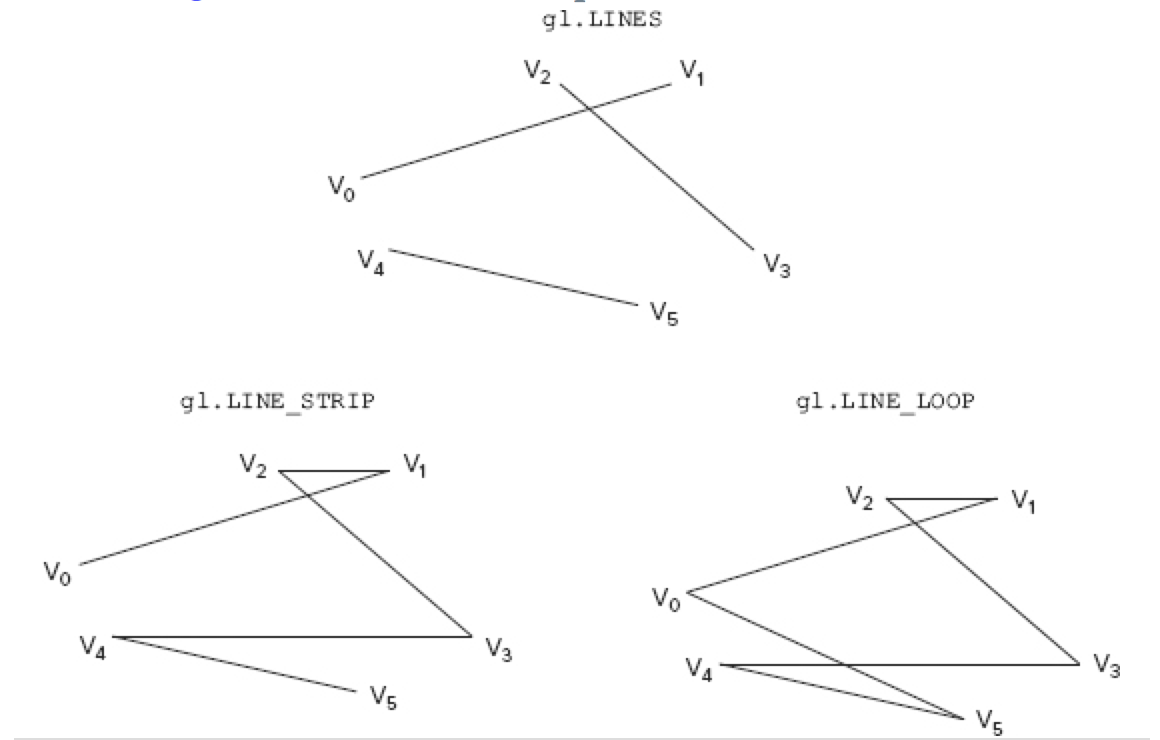 gl.LINES
V2 V1
V0
V4 V3
V5
gl.LINE_STRIP
V2 V1
V0
V4 V3
V5
gl.LINE_LOOP
V2 V1
V0
V4 V3
V5